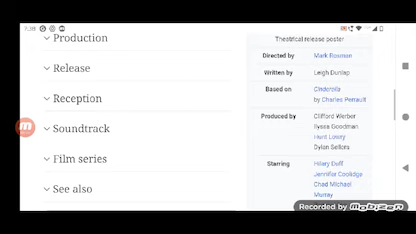 7:38
Production
Release
Reception
Soundtrack
Film series
See also
Theatrical release poster
Directed by Mark Rosman
Written by Leigh Dunlap
Based on Cinderella
by Charles Perrault
Produced by Clifford Werber
Ilyssa Goodman
Hunt Lowry
Dylan Sellers
Starring Hilary Duff
Jennifer Coolidge
Chad Michael
Murray
Recorded by Mobizen